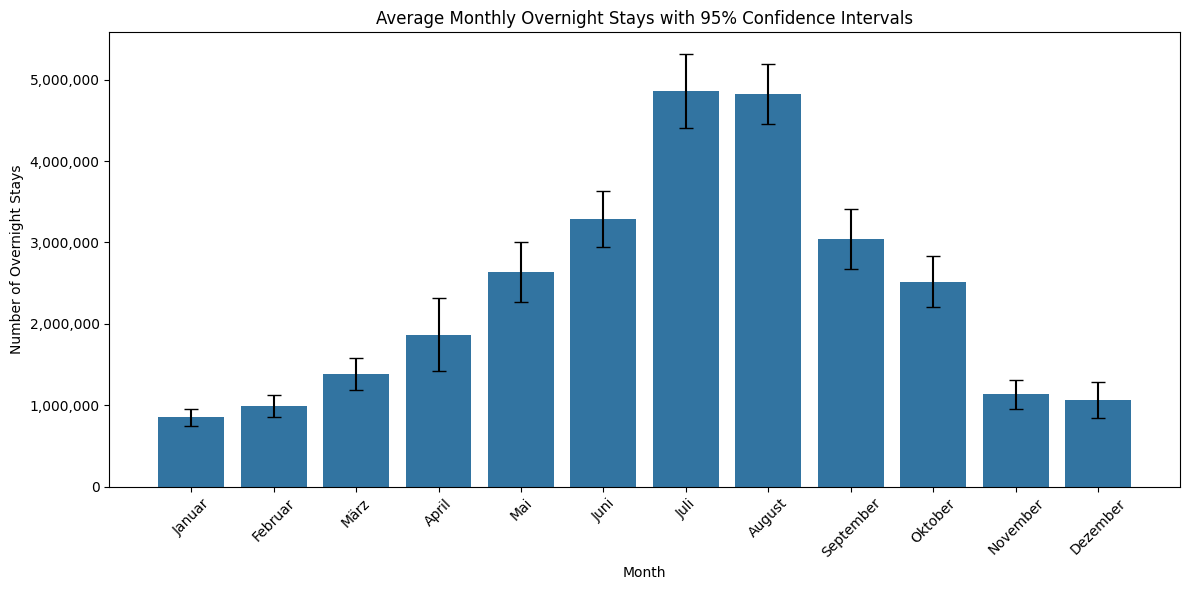 Average Monthly Overnight Stays with 95% Confidence Intervals
Number of Overnight Stays
5,000,000
4,000,000
3,000,000
2,000,000
1,000,000
0
Januar
Februar
März
April
Mai
Juni
Juli
August
September
Oktober
November
Dezember
Month